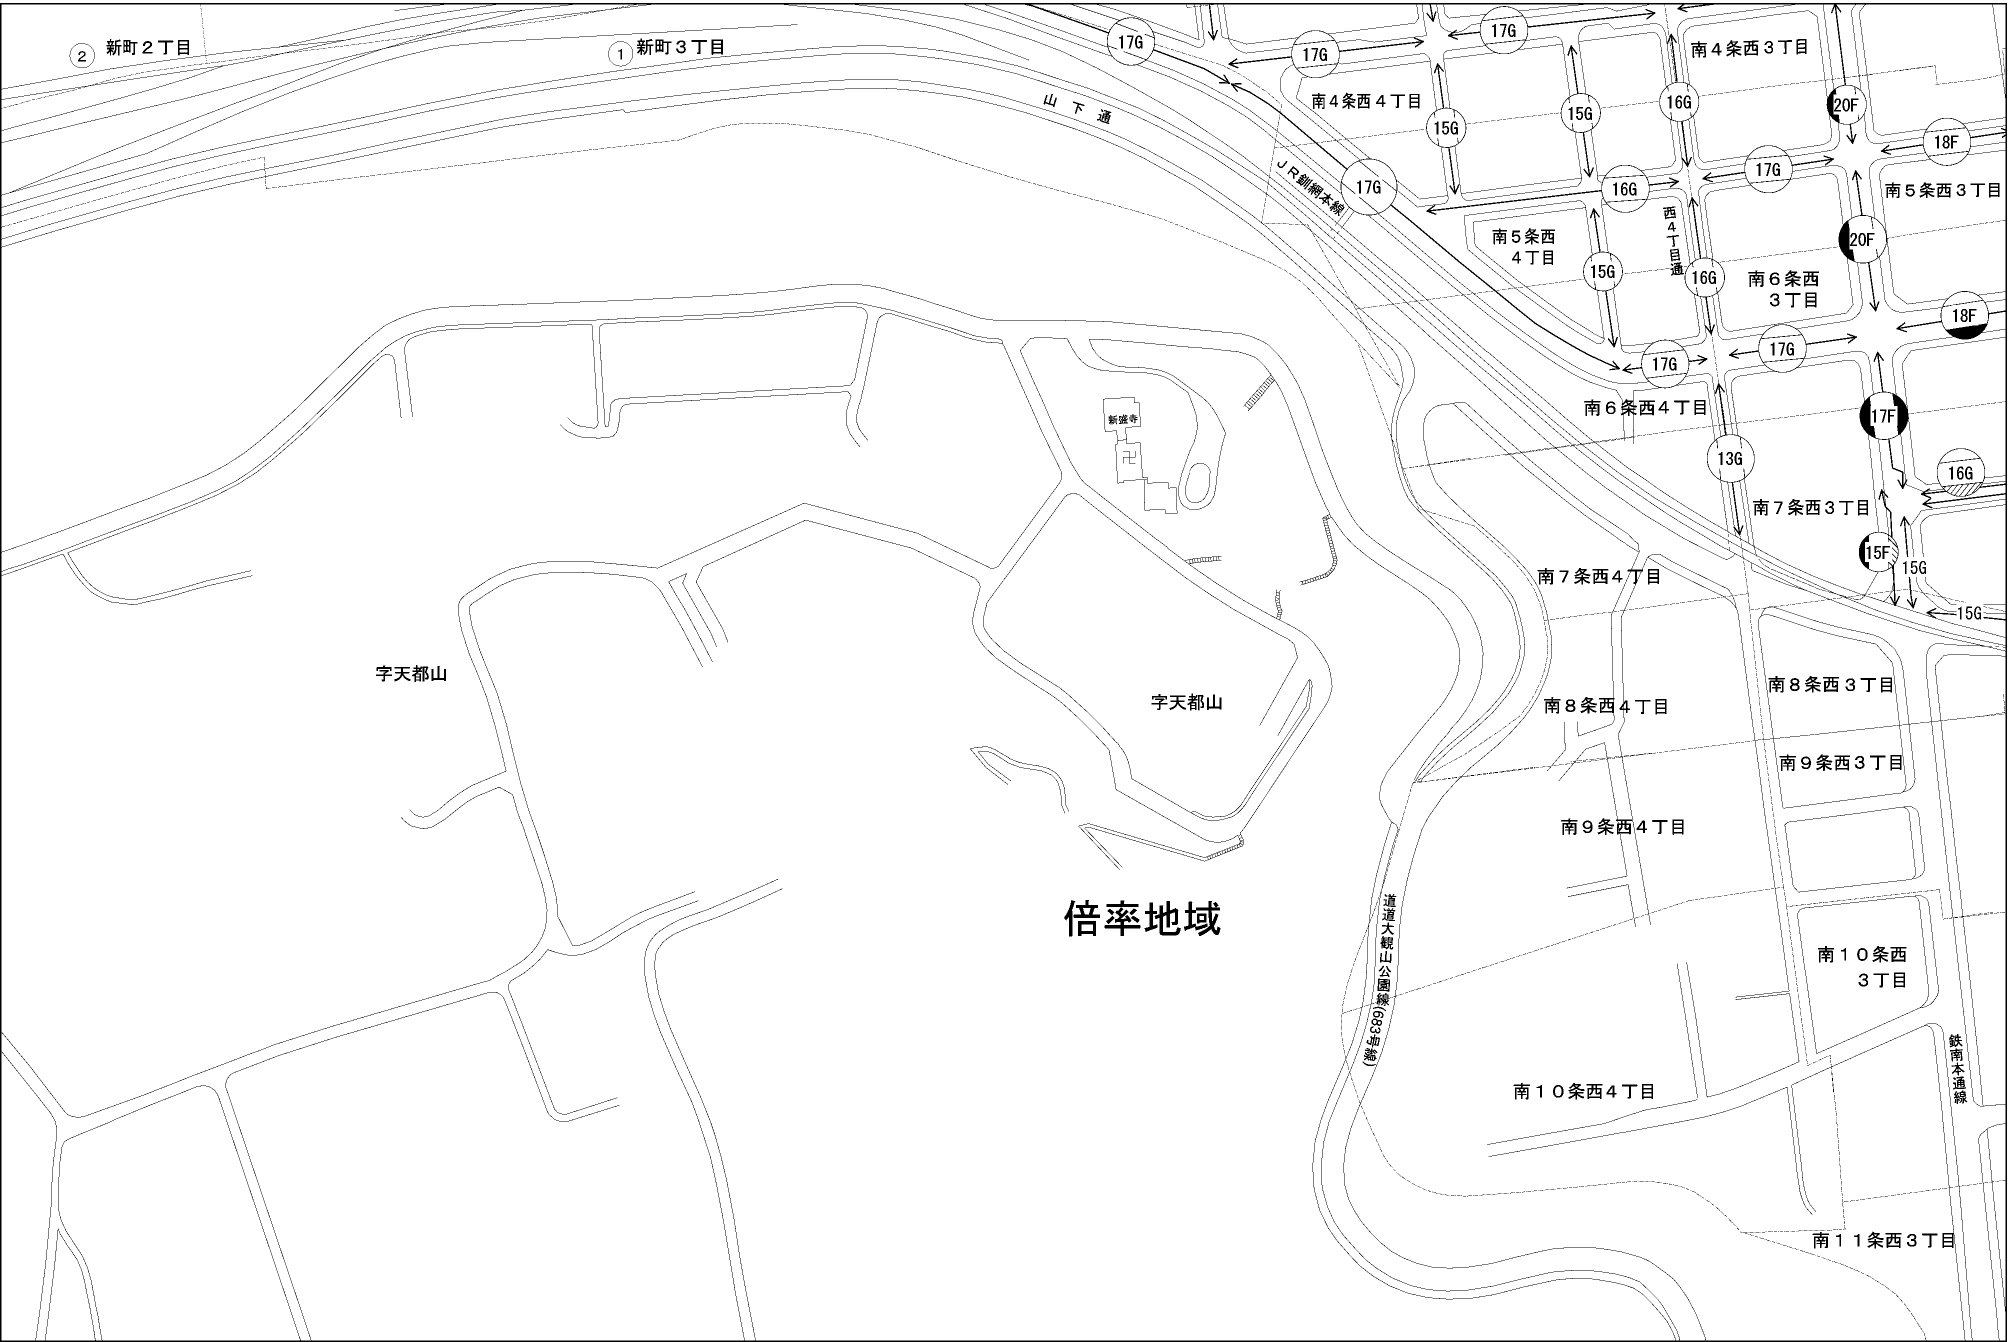 ② 新町２丁目
① 新町３丁目
17G
17G
17G
南４条西３丁目
山下通
南４条西４丁目
15G
15G
16G
20F
18F
ＪＲ釧網本線
17G
16G
17G
南５条西３丁目
西４丁目通
南５条西
４丁目
15G
16G
20F
南６条西
３丁目
18F
17G
17G
南６条西４丁目
17F
新盛寺
卍
13G
16G
南７条西３丁目
15F
15G
南７条西４丁目
15G
字天都山
字天都山
南８条西３丁目
南８条西４丁目
南９条西３丁目
南９条西４丁目
倍率地域
道道大観山公園線(683号線)
南１０条西
３丁目
鉄南本通線
南１０条西４丁目
南１１条西３丁目